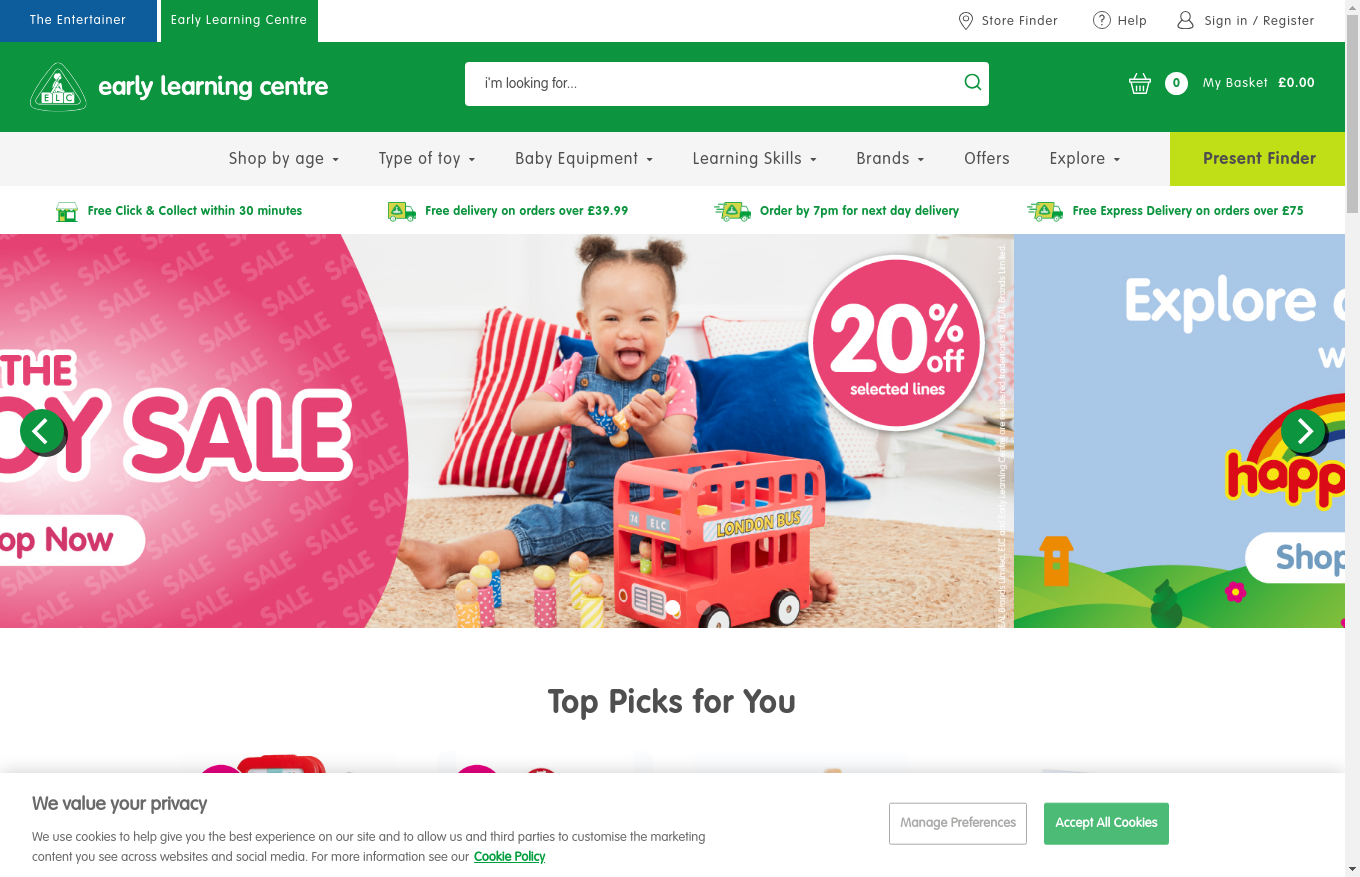 The Entertainer
Early Learning Centre
Store Finder
Help
Sign in / Register
ELC
early learning centre
i'm looking for...
0
My Basket £0.00
Shop by age
Type of toy
Baby Equipment
Learning Skills
Brands
Offers
Explore
Present Finder
Free Click & Collect within 30 minutes
Free delivery on orders over £39.99
Order by 7pm for next day delivery
Free Express Delivery on orders over £75
SALE SALE SALE SALE
THE
OY SALE
op Now
20% off
selected lines
74 ELC
LONDON BUS
EAL Brands Limited. ELC and Early Learning Centre are registered trademarks of TEAL Brands Limited.
Explore
w
happ
Shop
Top Picks for You
We value your privacy
We use cookies to help give you the best experience on our site and to allow us and third parties to customise the marketing
content you see across websites and social media. For more information see our Cookie Policy
Manage Preferences
Accept All Cookies